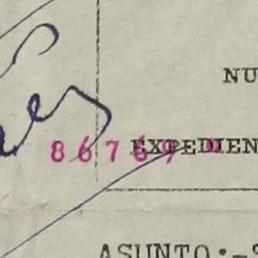 NU
86789
EXPEDIEN
ASUNTO:-S